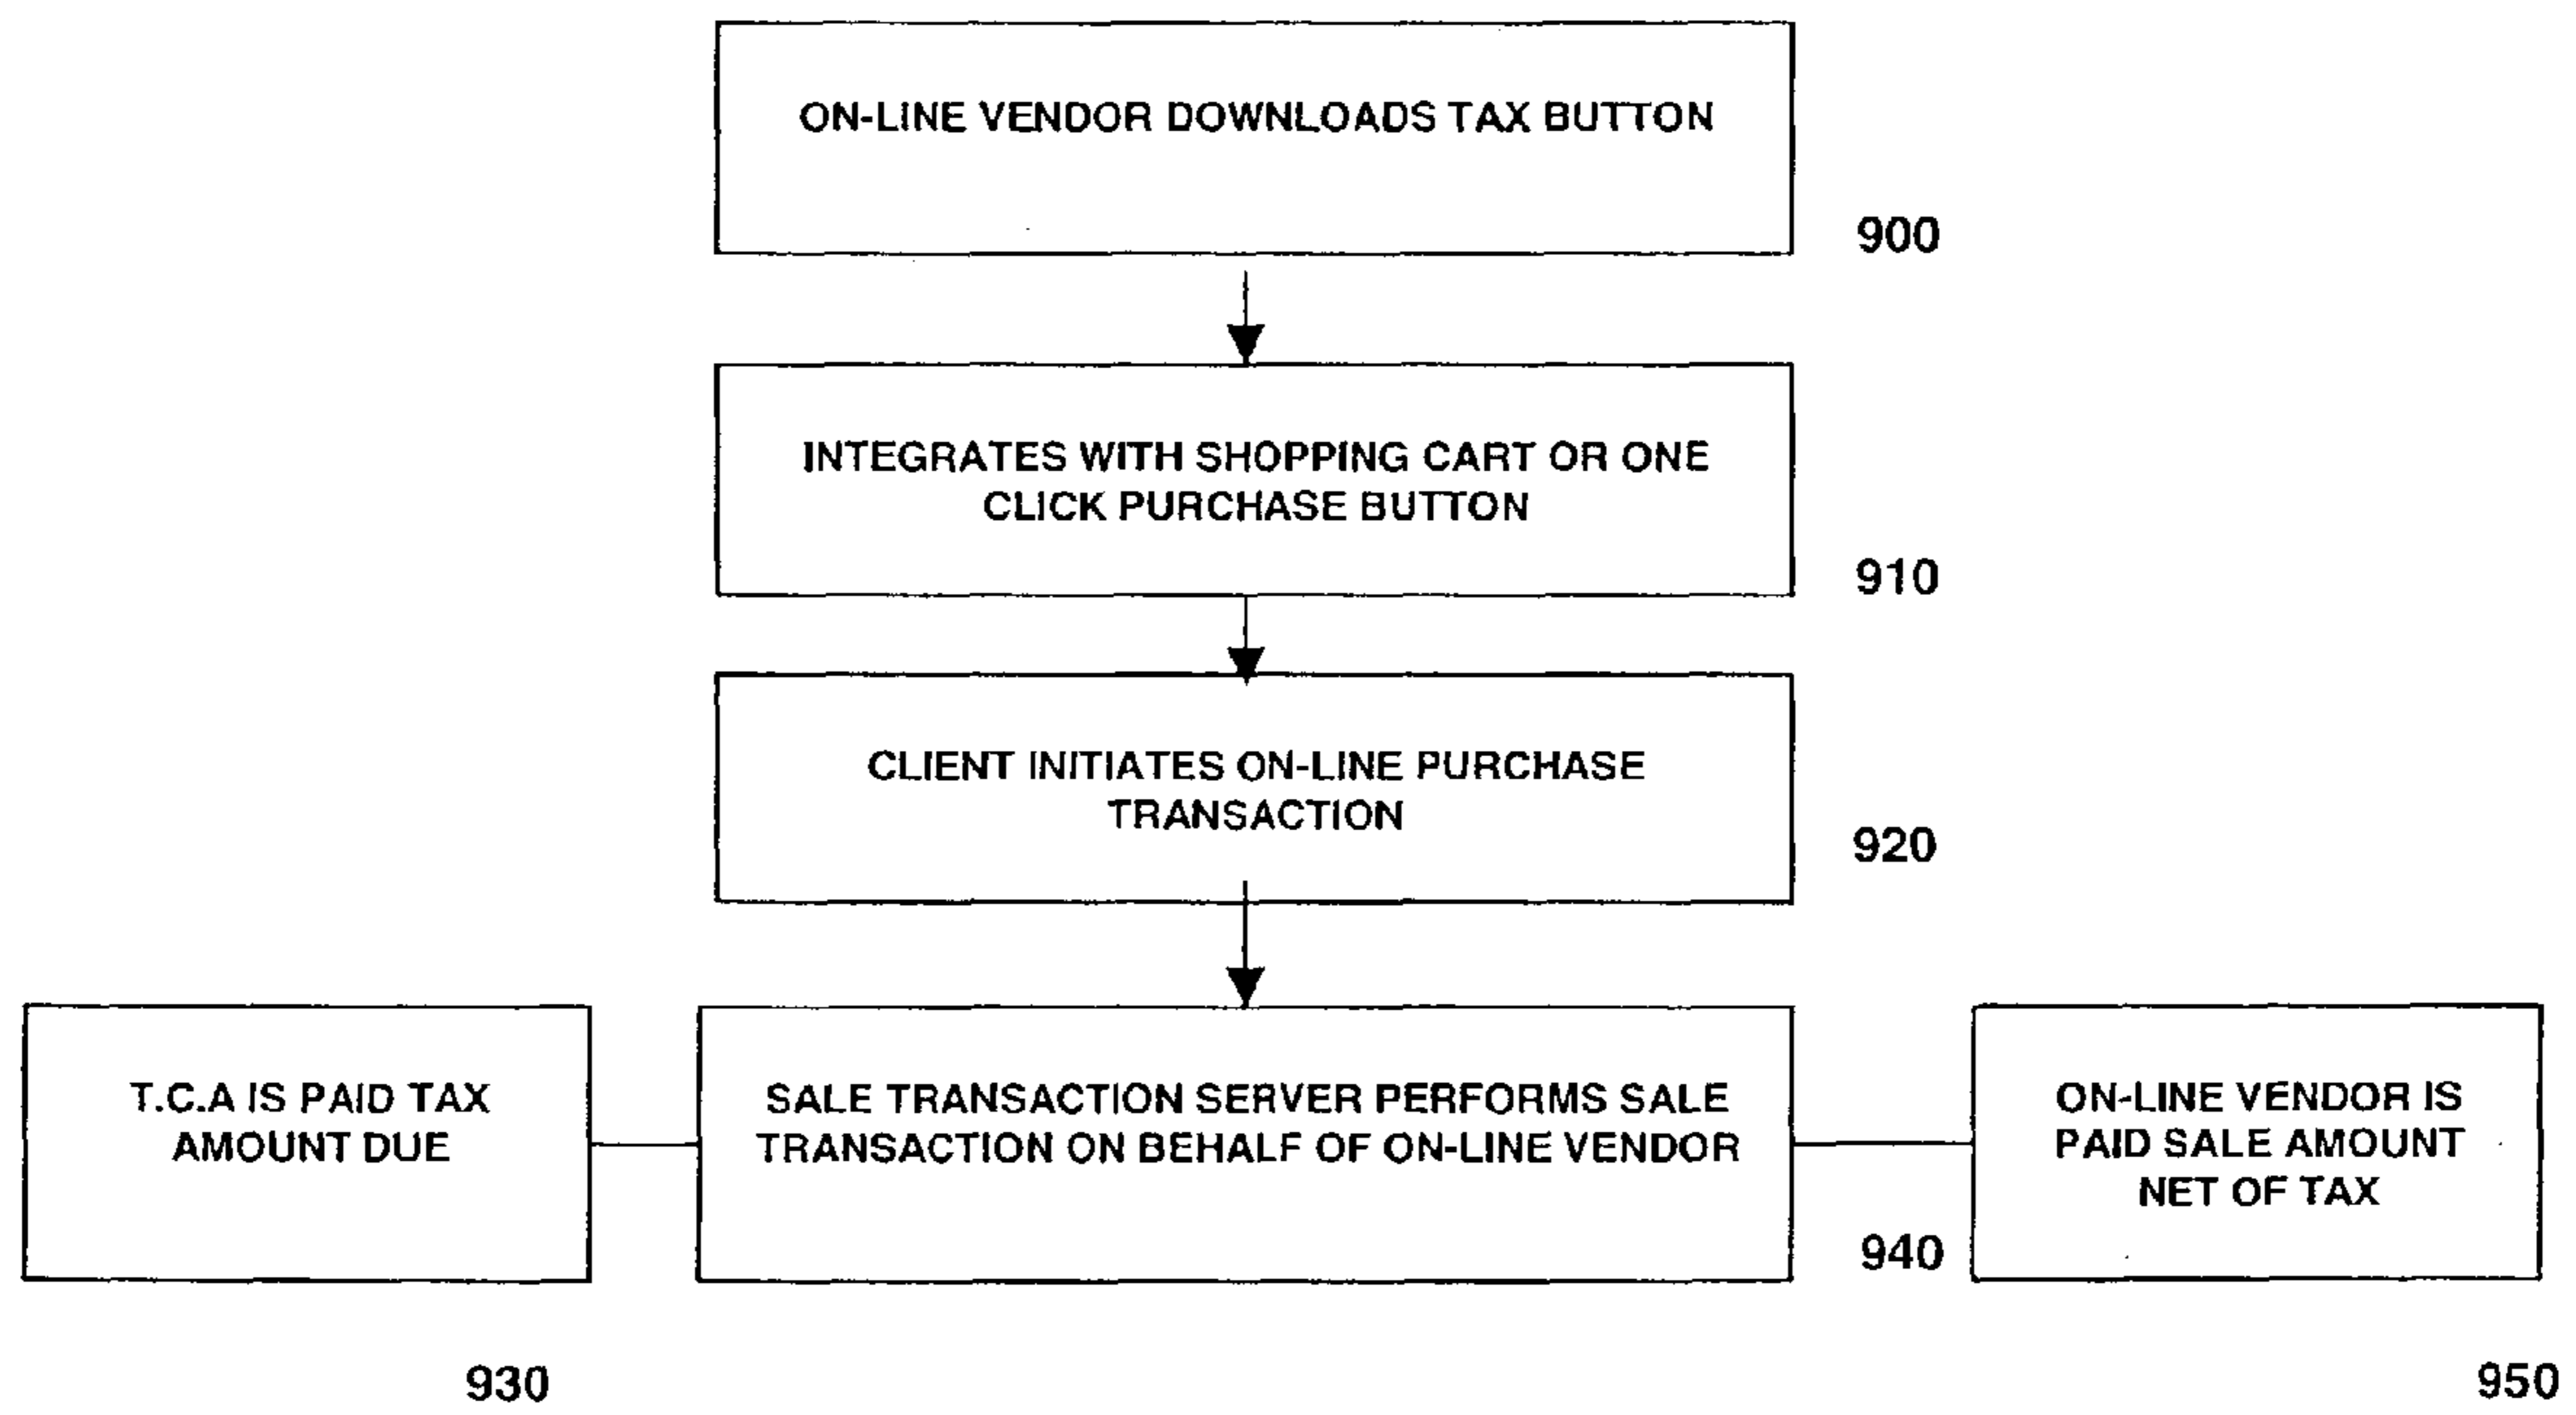 ON-LINE VENDOR DOWNLOADS TAX BUTTON
900
INTEGRATES WITH SHOPPING CART OR ONE
CLICK PURCHASE BUTTON
910
CLIENT INITIATES ON-LINE PURCHASE
TRANSACTION
920
T.C.A IS PAID TAX
AMOUNT DUE
930
SALE TRANSACTION SERVER PERFORMS SALE
TRANSACTION ON BEHALF OF ON-LINE VENDOR
940
ON-LINE VENDOR IS
PAID SALE AMOUNT
NET OF TAX
950